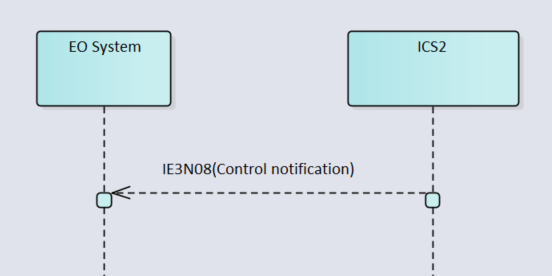 EO System
ICS2
IE3N08(Control notification)